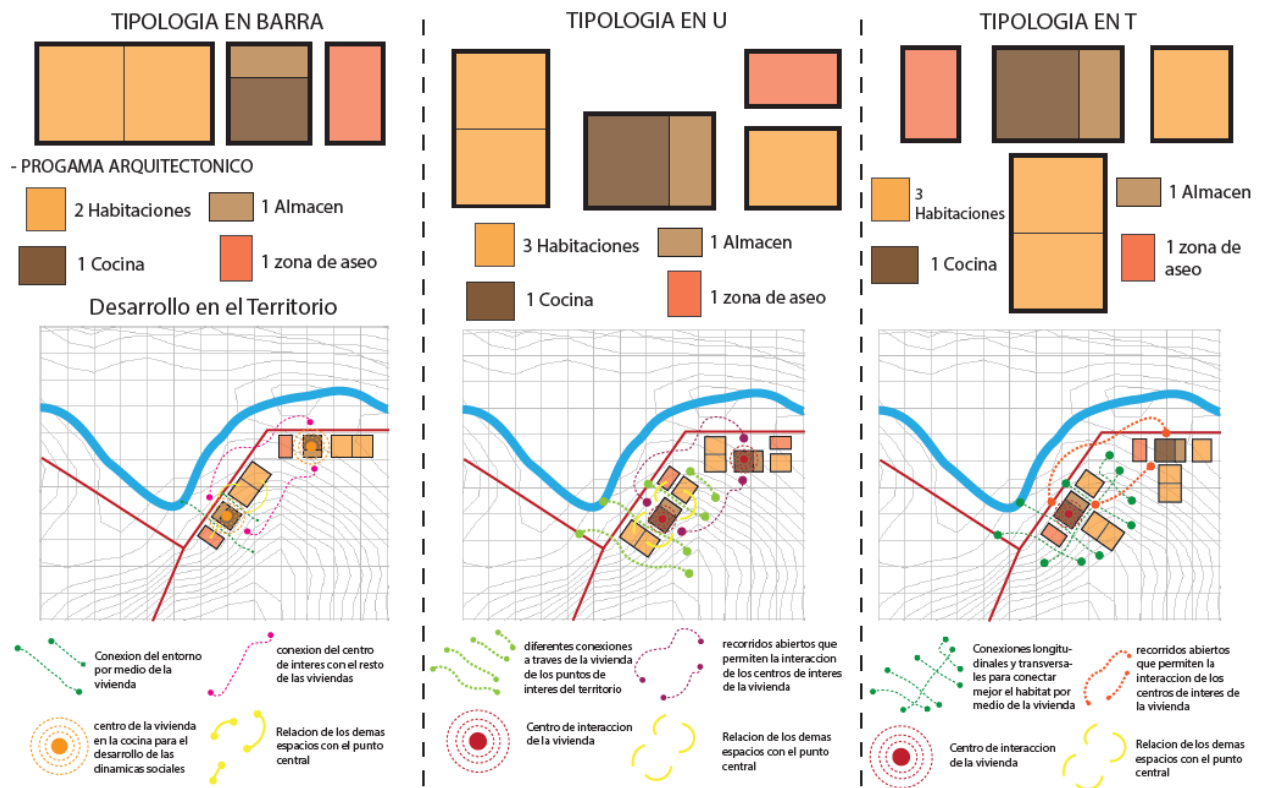 TIPOLOGIA EN BARRA
- PROGAMA ARQUITECTONICO
2 Habitaciones
1 Almacen
1 Cocina
1 zona de aseo
Desarrollo en el Territorio
Conexion del entorno
por medio de la
vivienda
conexion del centro
de interes con el resto
de las viviendas
centro de la vivienda
en la cocina para el
desarrollo de las
dinamicas sociales
Relacion de los demas
espacios con el punto
central
TIPOLOGIA EN U
3 Habitaciones
1 Almacen
1 Cocina
1 zona de aseo
diferentes conexiones
a traves de la vivienda
de los puntos de
interes del territorio
recorridos abiertos que
permiten la interaccion
de los centros de interes
de la vivienda
Centro de interaccion
de la vivienda
Relacion de los demas
espacios con el punto
central
TIPOLOGIA EN T
3
Habitaciones
1 Almacen
1 Cocina
1 zona de
aseo
Conexiones longitu-
dinales y transversa-
les para conectar
mejor el habitat por
medio de la vivienda
recorridos abiertos
que permiten la
interaccion de los
centros de interes de
la vivienda
Centro de interaccion
de la vivienda
Relacion de los demas
espacios con el punto
central